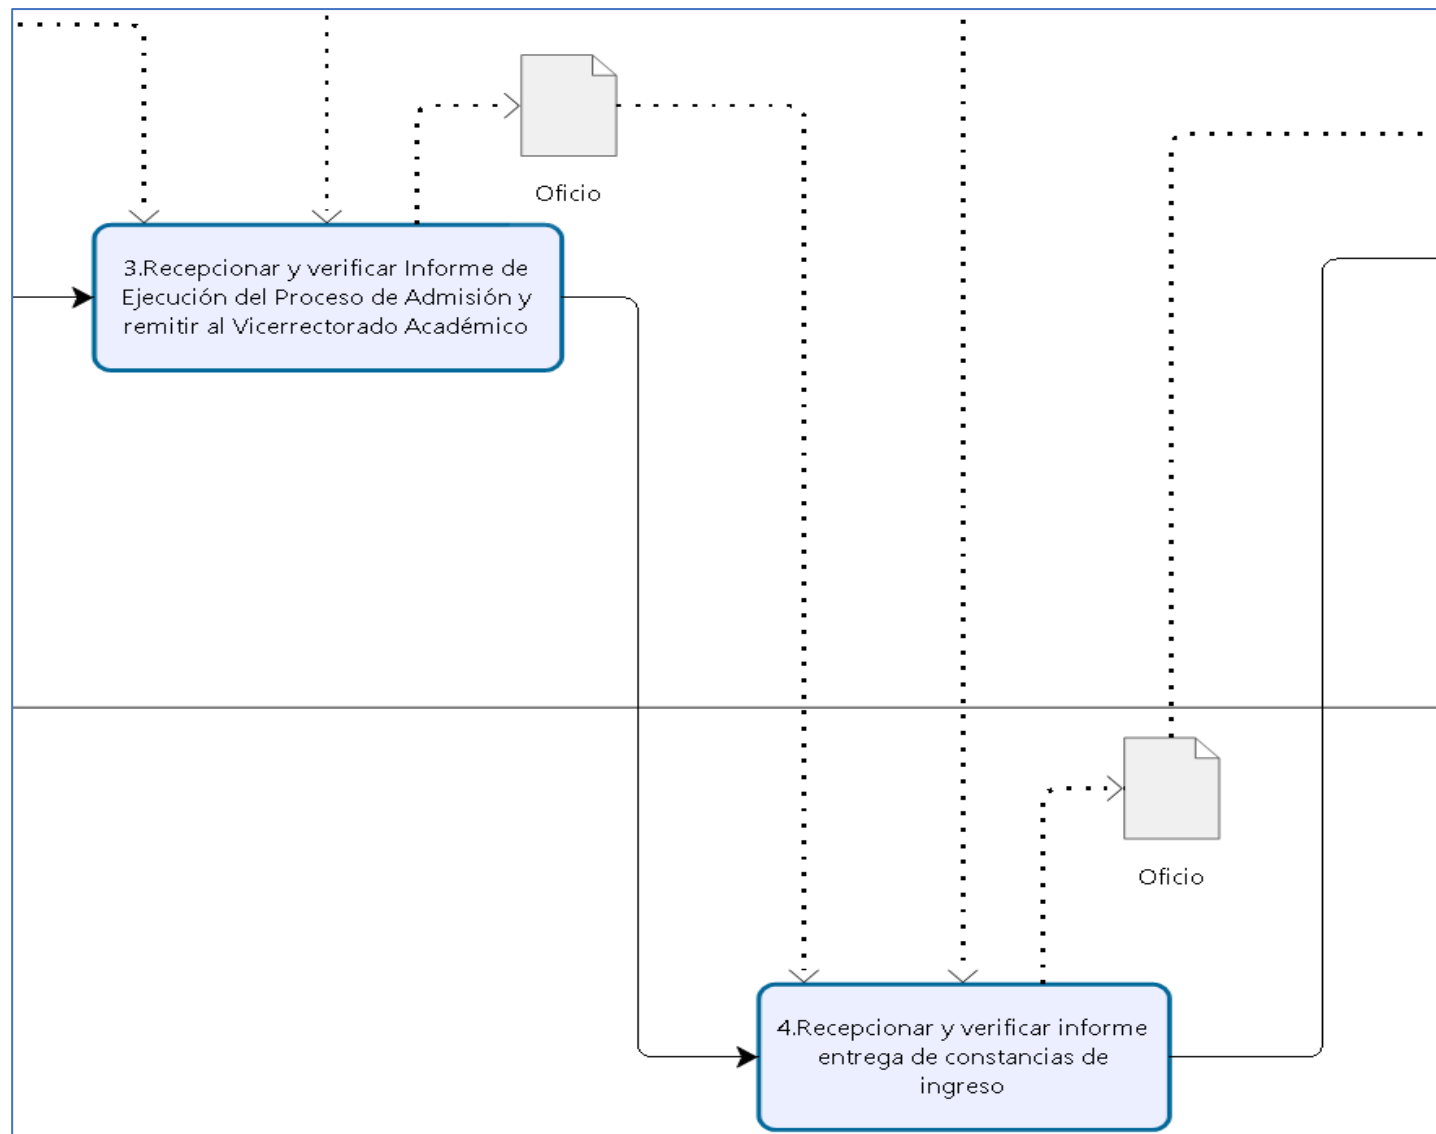 Oficio
3.Recepcionar y verificar Informe de
Ejecución del Proceso de Admisión y
remitir al Vicerrectorado Académico
Oficio
4.Recepcionar y verificar informe
entrega de constancias de
ingreso